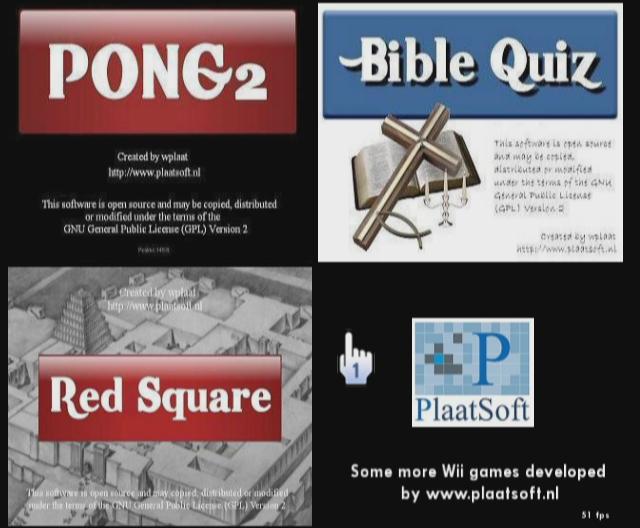 PONG2
Created by wplaat
http://www.plaatsoft.nl
This software is open source and may be copied, distributed
or modified under the terms of the
GNU General Public License (GPL) Version 2
Bible Quiz
This software is open source
and may be copied,
distributed or modified
under the terms of the GNU
General Public License
(GPL) Version 2
Created by wplaat
http://www.plaatsoft.nl
Created by wplaat
http://www.plaatsoft.nl
Red Square
This software is open source and may copied, distributed or modified
under the terms of the GNU General Public License (GPL) Version 2
1
P
PlaatSoft
Some more Wii games developed
by www.plaatsoft.nl
51 fps